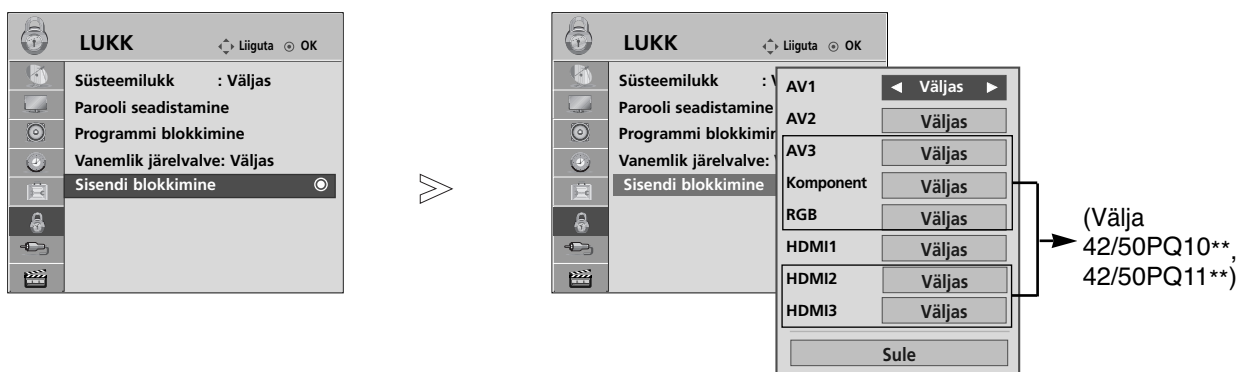 LUKK Liiguta OK
Süsteemilukk : Väljas
Parooli seadistamine
Programmi blokkimine
Vanemlik järelvalve: Väljas
Sisendi blokkimine
LUKK Liiguta OK
Süsteemilukk : V
Parooli seadistamine
Programmi blokkimin
Vanemlik järelvalve:
Sisendi blokkimine
AV1 ◄ Väljas ►
AV2 Väljas
AV3 Väljas
Komponent Väljas
RGB Väljas
HDMI1 Väljas
HDMI2 Väljas
HDMI3 Väljas
Sule
(Välja
42/50PQ10**,
42/50PQ11**)